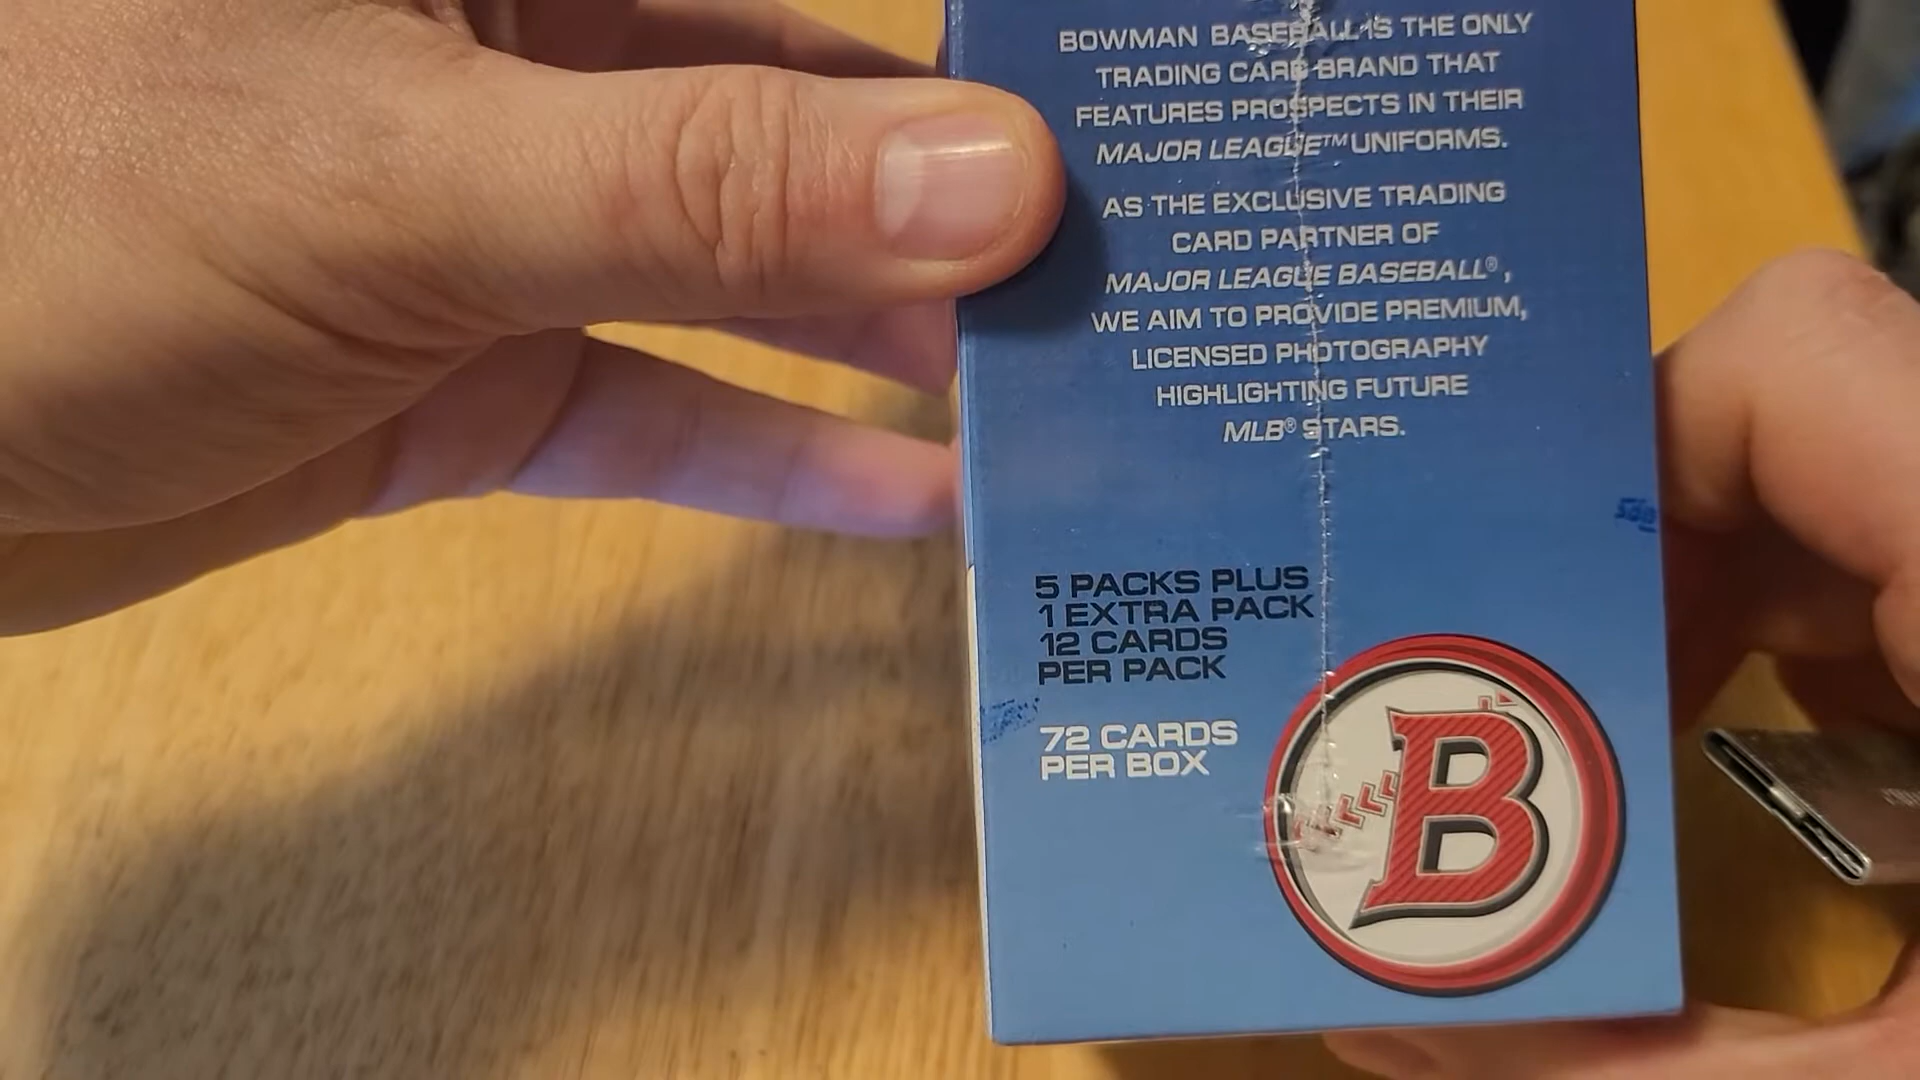 BOWMAN BASEBALL IS THE ONLY
TRADING CARD BRAND THAT
FEATURES PROSPECTS IN THEIR
MAJOR LEAGUE™ UNIFORMS.
AS THE EXCLUSIVE TRADING
CARD PARTNER OF
MAJOR LEAGUE BASEBALL®,
WE AIM TO PROVIDE PREMIUM,
LICENSED PHOTOGRAPHY
HIGHLIGHTING FUTURE
MLB® STARS.
5 PACKS PLUS
1 EXTRA PACK
12 CARDS
PER PACK
72 CARDS
PER BOX
B